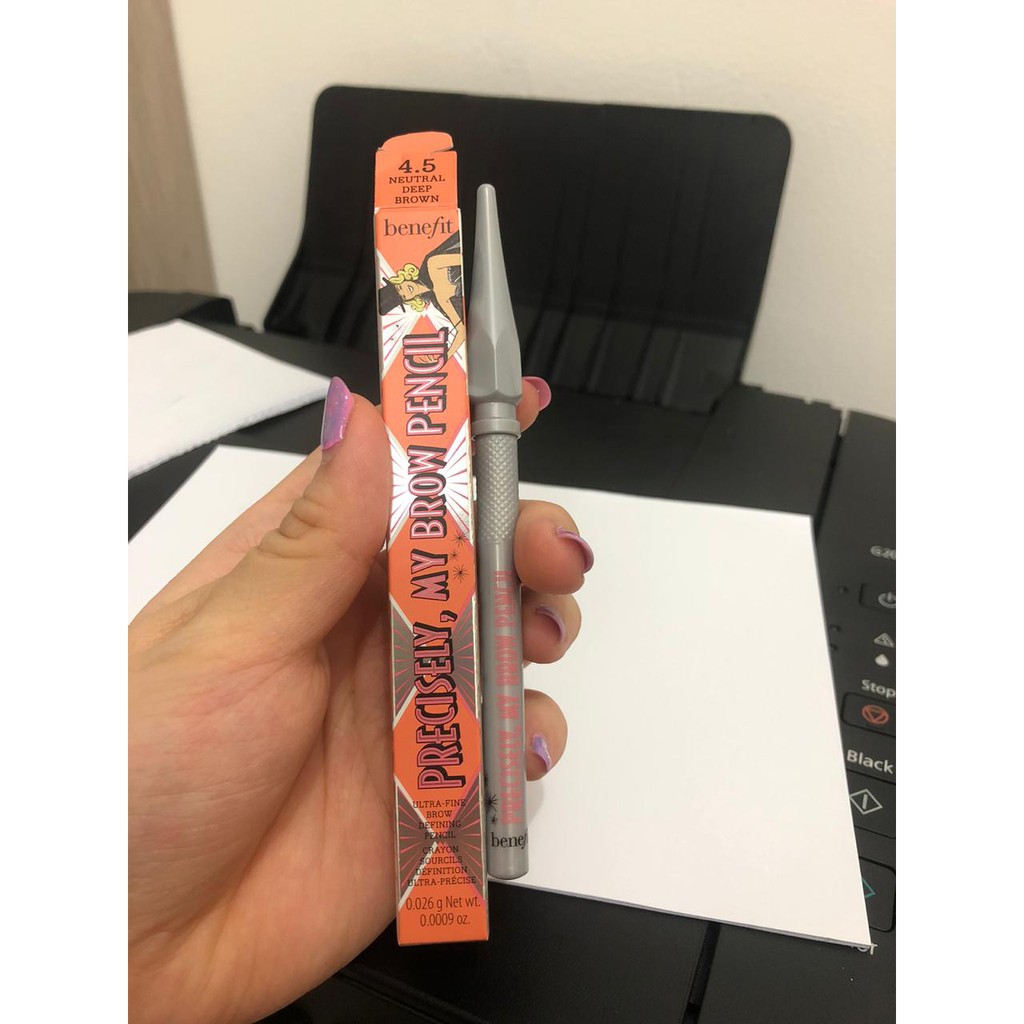 4.5
NEUTRAL
DEEP
BROWN
benefit
PRECISELY, MY BROW PENCIL
ULTRA-FINE
BROW
DEFINING
PENCIL
CRAYON
SOURCILS
DÉFINITION
ULTRA-PRÉCISE
0.026 g Net wt.
0.0009 oz.
PRECISELY, MY BROW PENCIL
benefit
Stop
Black